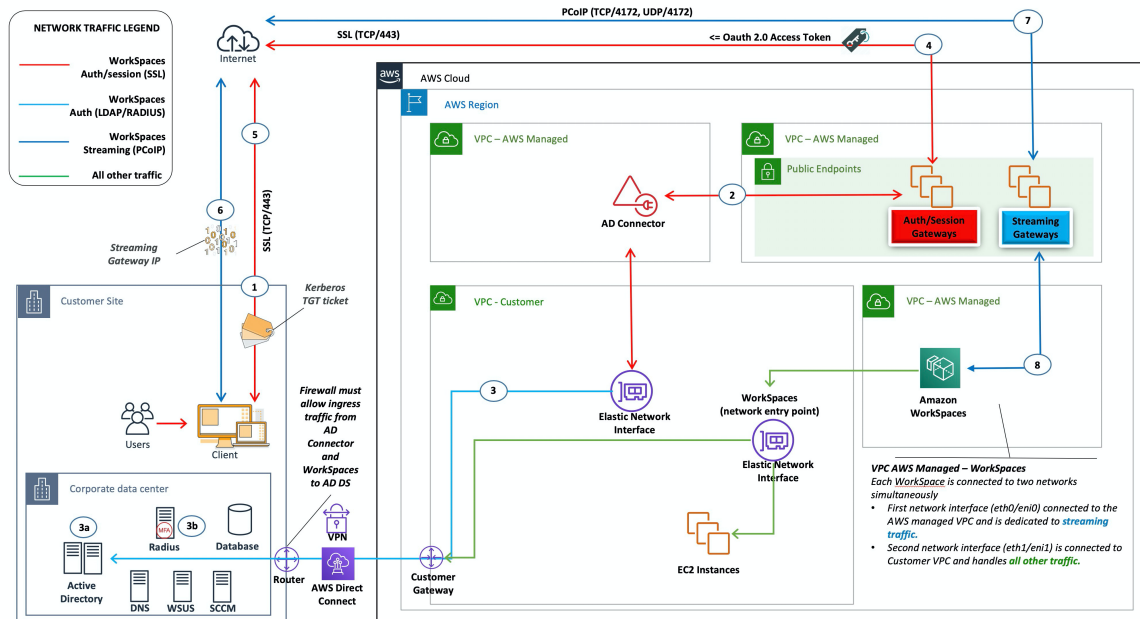 PCoIP (TCP/4172, UDP/4172)
7
NETWORK TRAFFIC LEGEND
WorkSpaces
Auth/session (SSL)
WorkSpaces
Auth (LDAP/RADIUS)
WorkSpaces
Streaming (PCoIP)
All other traffic
Internet
SSL (TCP/443)
<= Oauth 2.0 Access Token
4
aws
AWS Cloud
AWS Region
VPC – AWS Managed
VPC – AWS Managed
Public Endpoints
5
6
SSL (TCP/443)
Streaming
Gateway IP
2
AD Connector
Auth/Session
Gateways
Streaming
Gateways
1
Kerberos
TGT ticket
Customer Site
VPC - Customer
VPC – AWS Managed
8
Amazon
WorkSpaces
3
Elastic Network
Interface
WorkSpaces
(network entry point)
Elastic Network
Interface
Firewall must
allow ingress
traffic from
AD
Connector
and
WorkSpaces
to AD DS
Users
Client
Corporate data center
3a
MFA
3b
Radius
Database
Active
Directory
DNS
WSUS
SCCM
Router
VPN
AWS Direct
Connect
Customer
Gateway
EC2 Instances
VPC AWS Managed – WorkSpaces
Each WorkSpace is connected to two networks
simultaneously
• First network interface (eth0/eni0) connected to the
AWS managed VPC and is dedicated to streaming
traffic.
• Second network interface (eth1/eni1) is connected to
Customer VPC and handles all other traffic.